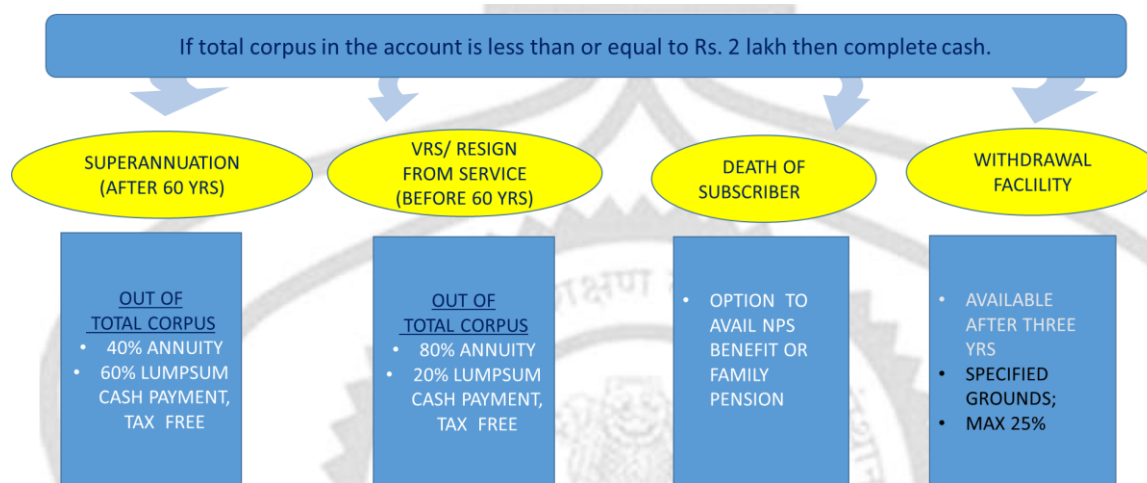 If total corpus in the account is less than or equal to Rs. 2 lakh then complete cash.
SUPERANNUATION
(AFTER 60 YRS)
VRS/ RESIGN
FROM SERVICE
(BEFORE 60 YRS)
DEATH OF
SUBSCRIBER
WITHDRAWAL
FACLILITY
OUT OF
TOTAL CORPUS
• 40% ANNUITY
• 60% LUMPSUM
CASH PAYMENT,
TAX FREE
OUT OF
TOTAL CORPUS
• 80% ANNUITY
• 20% LUMPSUM
CASH PAYMENT,
TAX FREE
• OPTION TO
AVAIL NPS
BENEFIT OR
FAMILY
PENSION
• AVAILABLE
AFTER THREE
YRS
• SPECIFIED
GROUNDS;
• MAX 25%